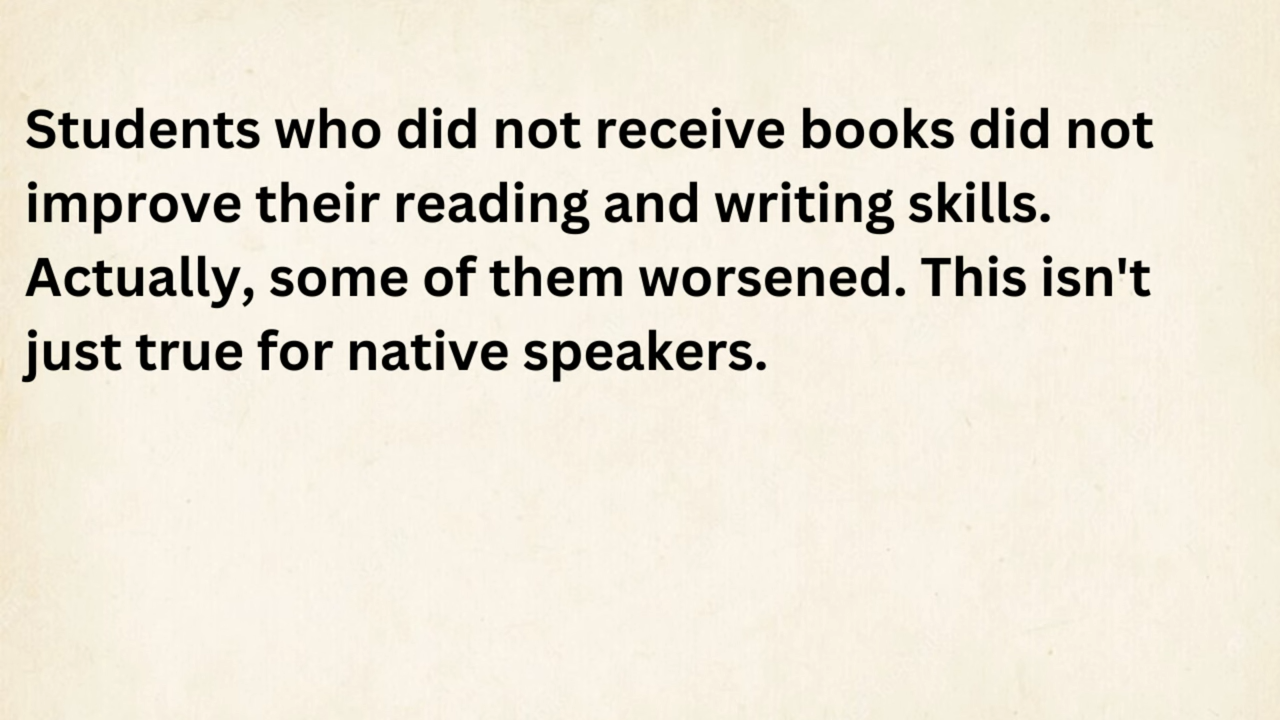 Students who did not receive books did not
improve their reading and writing skills.
Actually, some of them worsened. This isn't
just true for native speakers.